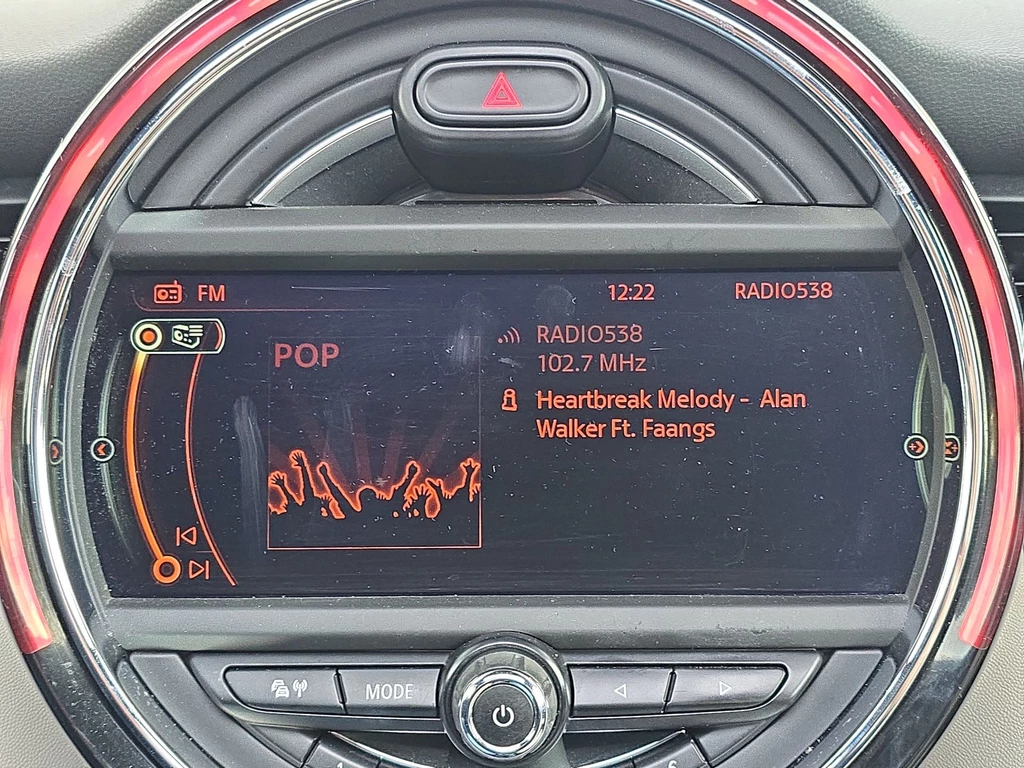 FM 12:22 RADIO538
POP
RADIO538
102.7 MHz
Heartbreak Melody - Alan
Walker Ft. Faangs
MODE